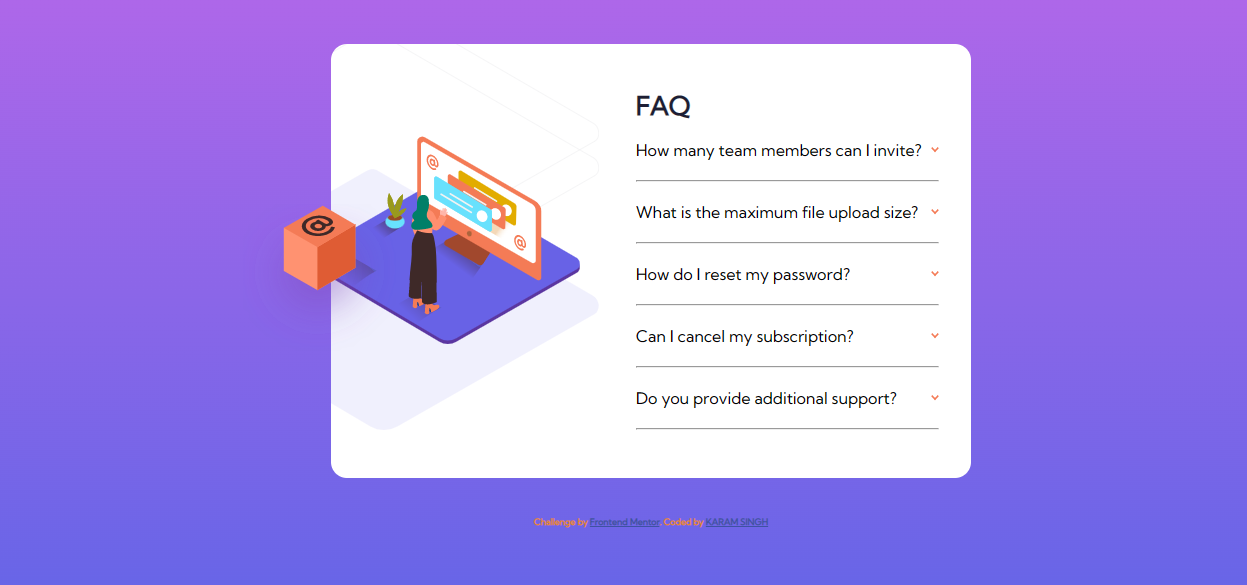 FAQ
How many team members can I invite?
What is the maximum file upload size?
How do I reset my password?
Can I cancel my subscription?
Do you provide additional support?
@
@
@
Challenge by Frontend Mentor. Coded by KARAM SINGH